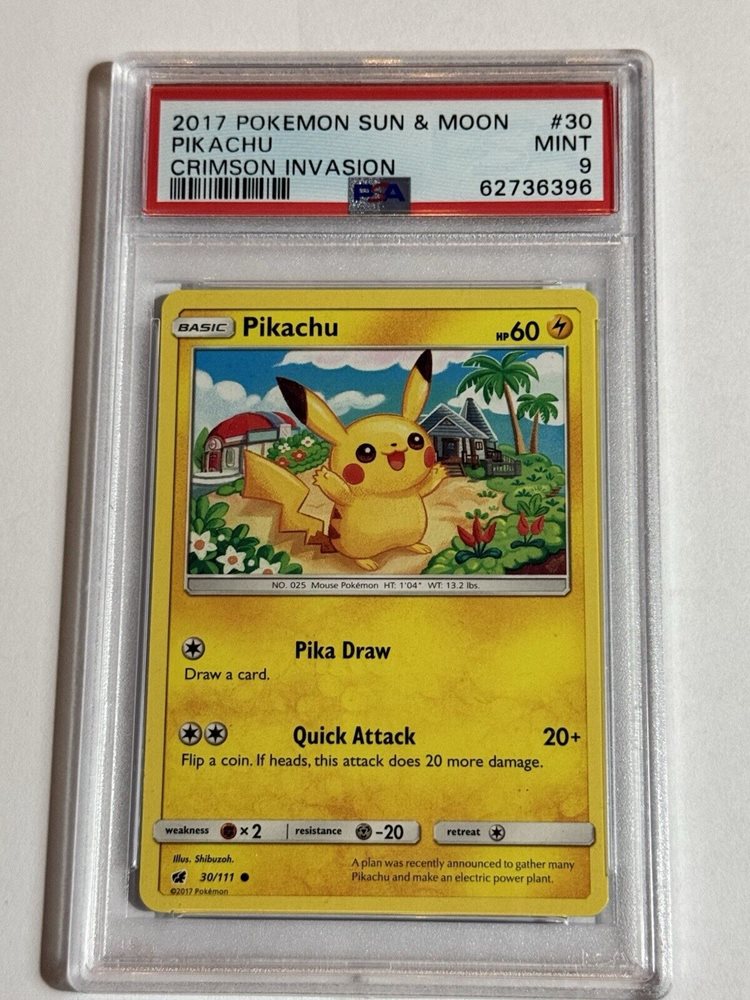 2017 POKEMON SUN & MOON #30
PIKACHU MINT
CRIMSON INVASION 9
PSA 62736396
BASIC Pikachu HP60
NO. 025 Mouse Pokémon HT: 1'04" WT: 13.2 lbs.
Pika Draw
Draw a card.
Quick Attack 20+
Flip a coin. If heads, this attack does 20 more damage.
weakness ×2 resistance -20 retreat
Illus. Shibuzoh.
30/111
©2017 Pokémon
A plan was recently announced to gather many
Pikachu and make an electric power plant.